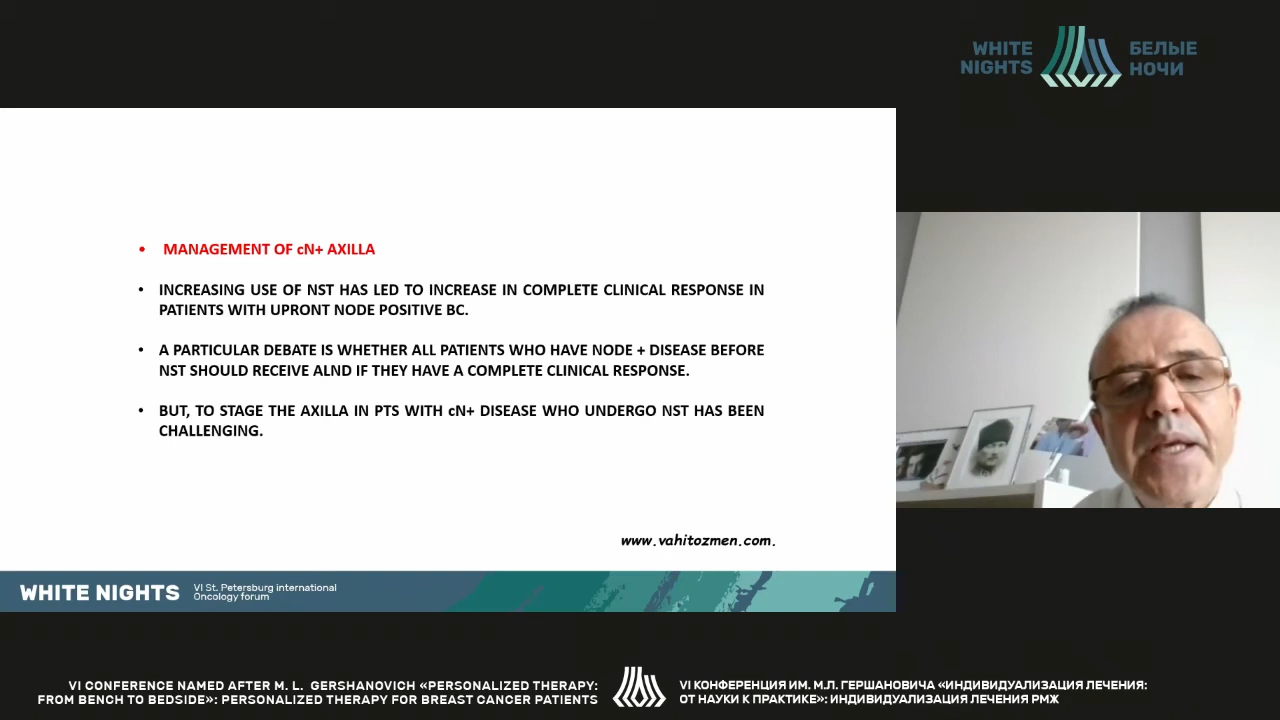 WHITE
NIGHTS
БЕЛЫЕ
НОЧИ
• MANAGEMENT OF cN+ AXILLA
• INCREASING USE OF NST HAS LED TO INCREASE IN COMPLETE CLINICAL RESPONSE IN
PATIENTS WITH UPRONT NODE POSITIVE BC.
• A PARTICULAR DEBATE IS WHETHER ALL PATIENTS WHO HAVE NODE + DISEASE BEFORE
NST SHOULD RECEIVE ALND IF THEY HAVE A COMPLETE CLINICAL RESPONSE.
• BUT, TO STAGE THE AXILLA IN PTS WITH cN+ DISEASE WHO UNDERGO NST HAS BEEN
CHALLENGING.
www.vahitozmen.com.
WHITE NIGHTS
VI St. Petersburg international
Oncology forum
VI CONFERENCE NAMED AFTER M. L. GERSHANOVICH «PERSONALIZED THERAPY:
FROM BENCH TO BEDSIDE»: PERSONALIZED THERAPY FOR BREAST CANCER PATIENTS
VI КОНФЕРЕНЦИЯ ИМ. М.Л. ГЕРШАНОВИЧА «ИНДИВИДУАЛИЗАЦИЯ ЛЕЧЕНИЯ:
ОТ НАУКИ К ПРАКТИКЕ»: ИНДИВИДУАЛИЗАЦИЯ ЛЕЧЕНИЯ РМЖ